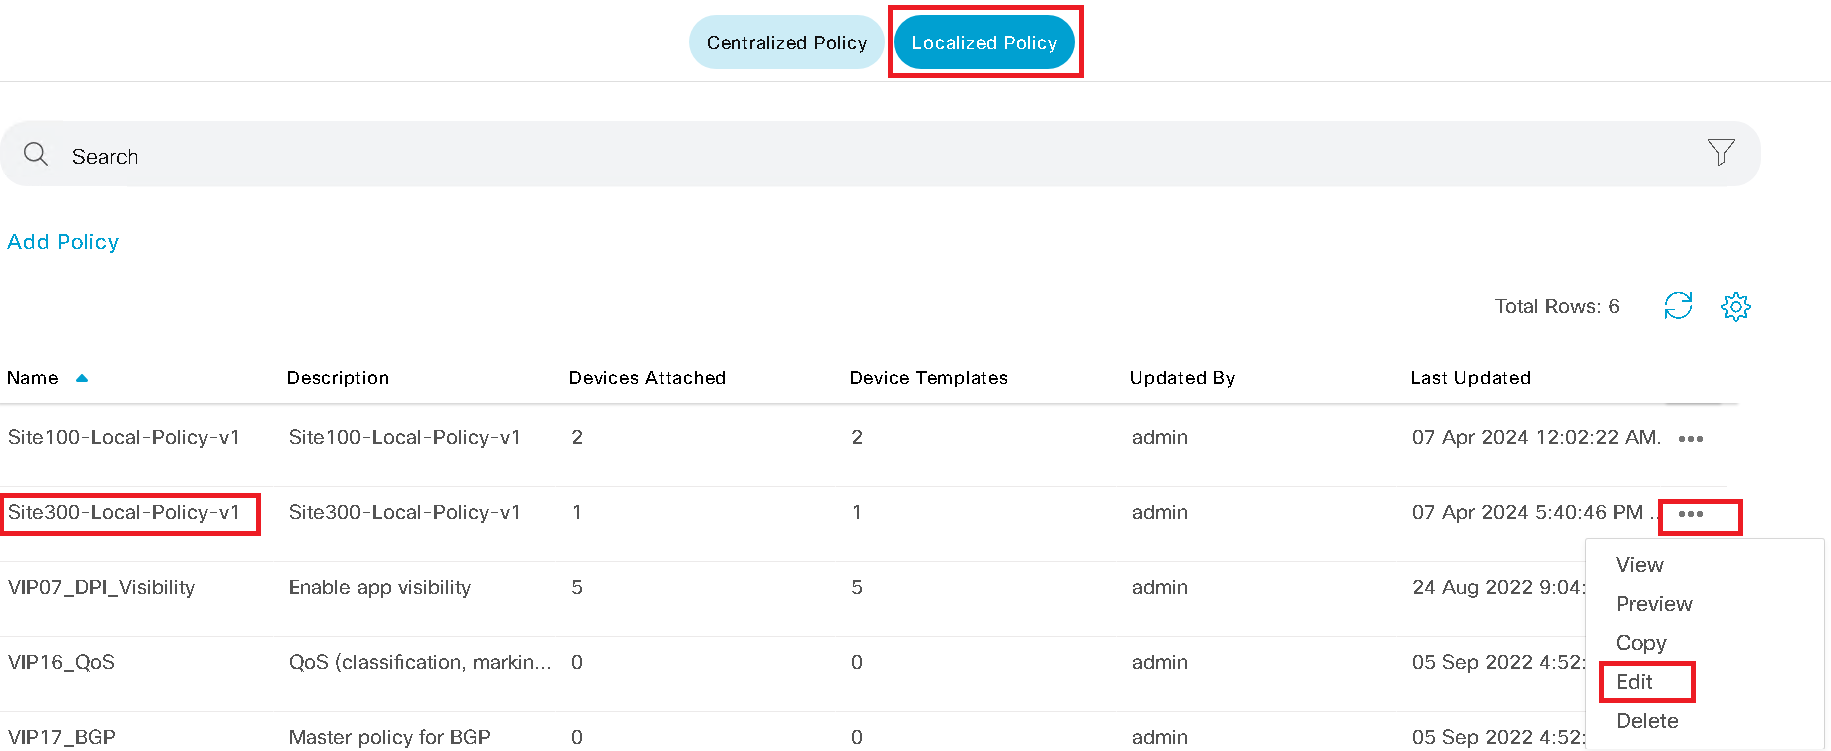 Centralized Policy Localized Policy
Search
Add Policy
Total Rows: 6
Name Description Devices Attached Device Templates Updated By Last Updated
Site100-Local-Policy-v1 Site100-Local-Policy-v1 2 2 admin 07 Apr 2024 12:02:22 AM.
Site300-Local-Policy-v1 Site300-Local-Policy-v1 1 1 admin 07 Apr 2024 5:40:46 PM ..
View
VIP07_DPI_Visibility Enable app visibility 5 5 admin 24 Aug 2022 9:04:
Preview
Copy
VIP16_QoS QoS (classification, markin... 0 0 admin 05 Sep 2022 4:52:
Edit
Delete
VIP17_BGP Master policy for BGP 0 0 admin 05 Sep 2022 4:52: